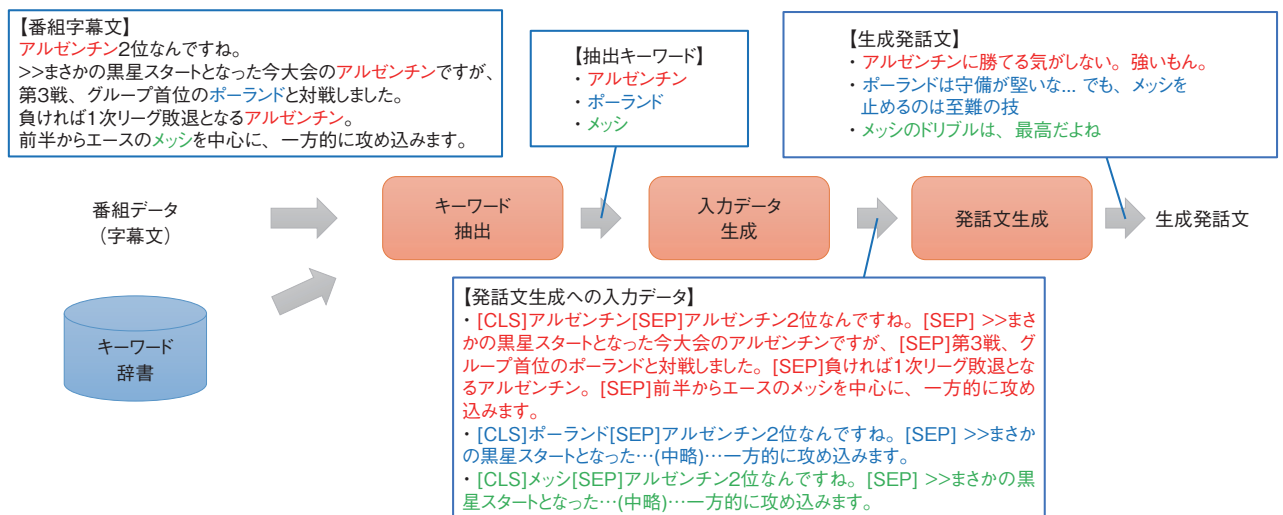 【番組字幕文】
アルゼンチン2位なんですね。
>>まさかの黒星スタートとなった今大会のアルゼンチンですが、
第3戦、グループ首位のポーランドと対戦しました。
負ければ1次リーグ敗退となるアルゼンチン。
前半からエースのメッシを中心に、一方的に攻め込みます。
【抽出キーワード】
・アルゼンチン
・ポーランド
・メッシ
【生成発話文】
・アルゼンチンに勝てる気がしない。強いもん。
・ポーランドは守備が堅いな... でも、メッシを
止めるのは至難の技
・メッシのドリブルは、最高だよね
番組データ
（字幕文）
キーワード
抽出
入力データ
生成
発話文生成
生成発話文
キーワード
辞書
【発話文生成への入力データ】
・[CLS]アルゼンチン[SEP]アルゼンチン2位なんですね。[SEP] >>まさ
かの黒星スタートとなった今大会のアルゼンチンですが、[SEP]第3戦、グ
ループ首位のポーランドと対戦しました。[SEP]負ければ1次リーグ敗退とな
るアルゼンチン。[SEP]前半からエースのメッシを中心に、一方的に攻め
込みます。
・[CLS]ポーランド[SEP]アルゼンチン2位なんですね。[SEP] >>まさか
の黒星スタートとなった…(中略)…一方的に攻め込みます。
・[CLS]メッシ[SEP]アルゼンチン2位なんですね。[SEP] >>まさかの黒
星スタートとなった…(中略)…一方的に攻め込みます。